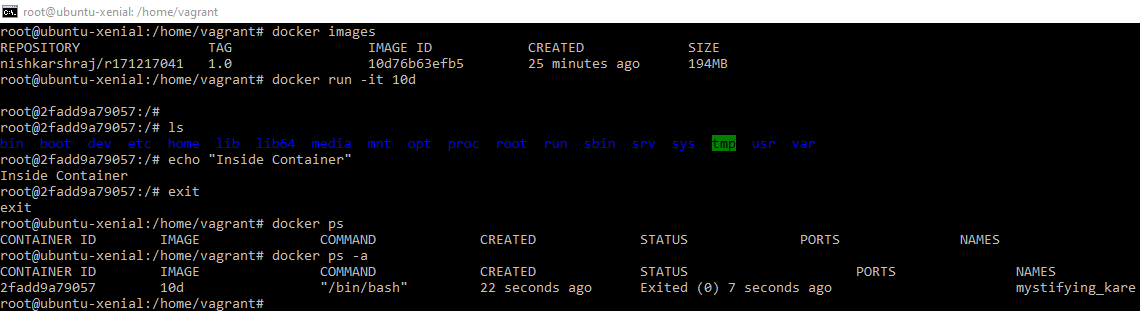 root@ubuntu-xenial: /home/vagrant
root@ubuntu-xenial:/home/vagrant# docker images
REPOSITORY TAG IMAGE ID CREATED SIZE
nishkarshraj/r171217041 1.0 10d76b63efb5 25 minutes ago 194MB
root@ubuntu-xenial:/home/vagrant# docker run -it 10d
root@2fadd9a79057:/#
root@2fadd9a79057:/# ls
bin boot dev etc home lib lib64 media mnt opt proc root run sbin srv sys tmp usr var
root@2fadd9a79057:/# echo "Inside Container"
Inside Container
root@2fadd9a79057:/# exit
exit
root@ubuntu-xenial:/home/vagrant# docker ps
CONTAINER ID IMAGE COMMAND CREATED STATUS PORTS NAMES
root@ubuntu-xenial:/home/vagrant# docker ps -a
CONTAINER ID IMAGE COMMAND CREATED STATUS PORTS NAMES
2fadd9a79057 10d "/bin/bash" 22 seconds ago Exited (0) 7 seconds ago mystifying_kare
root@ubuntu-xenial:/home/vagrant#